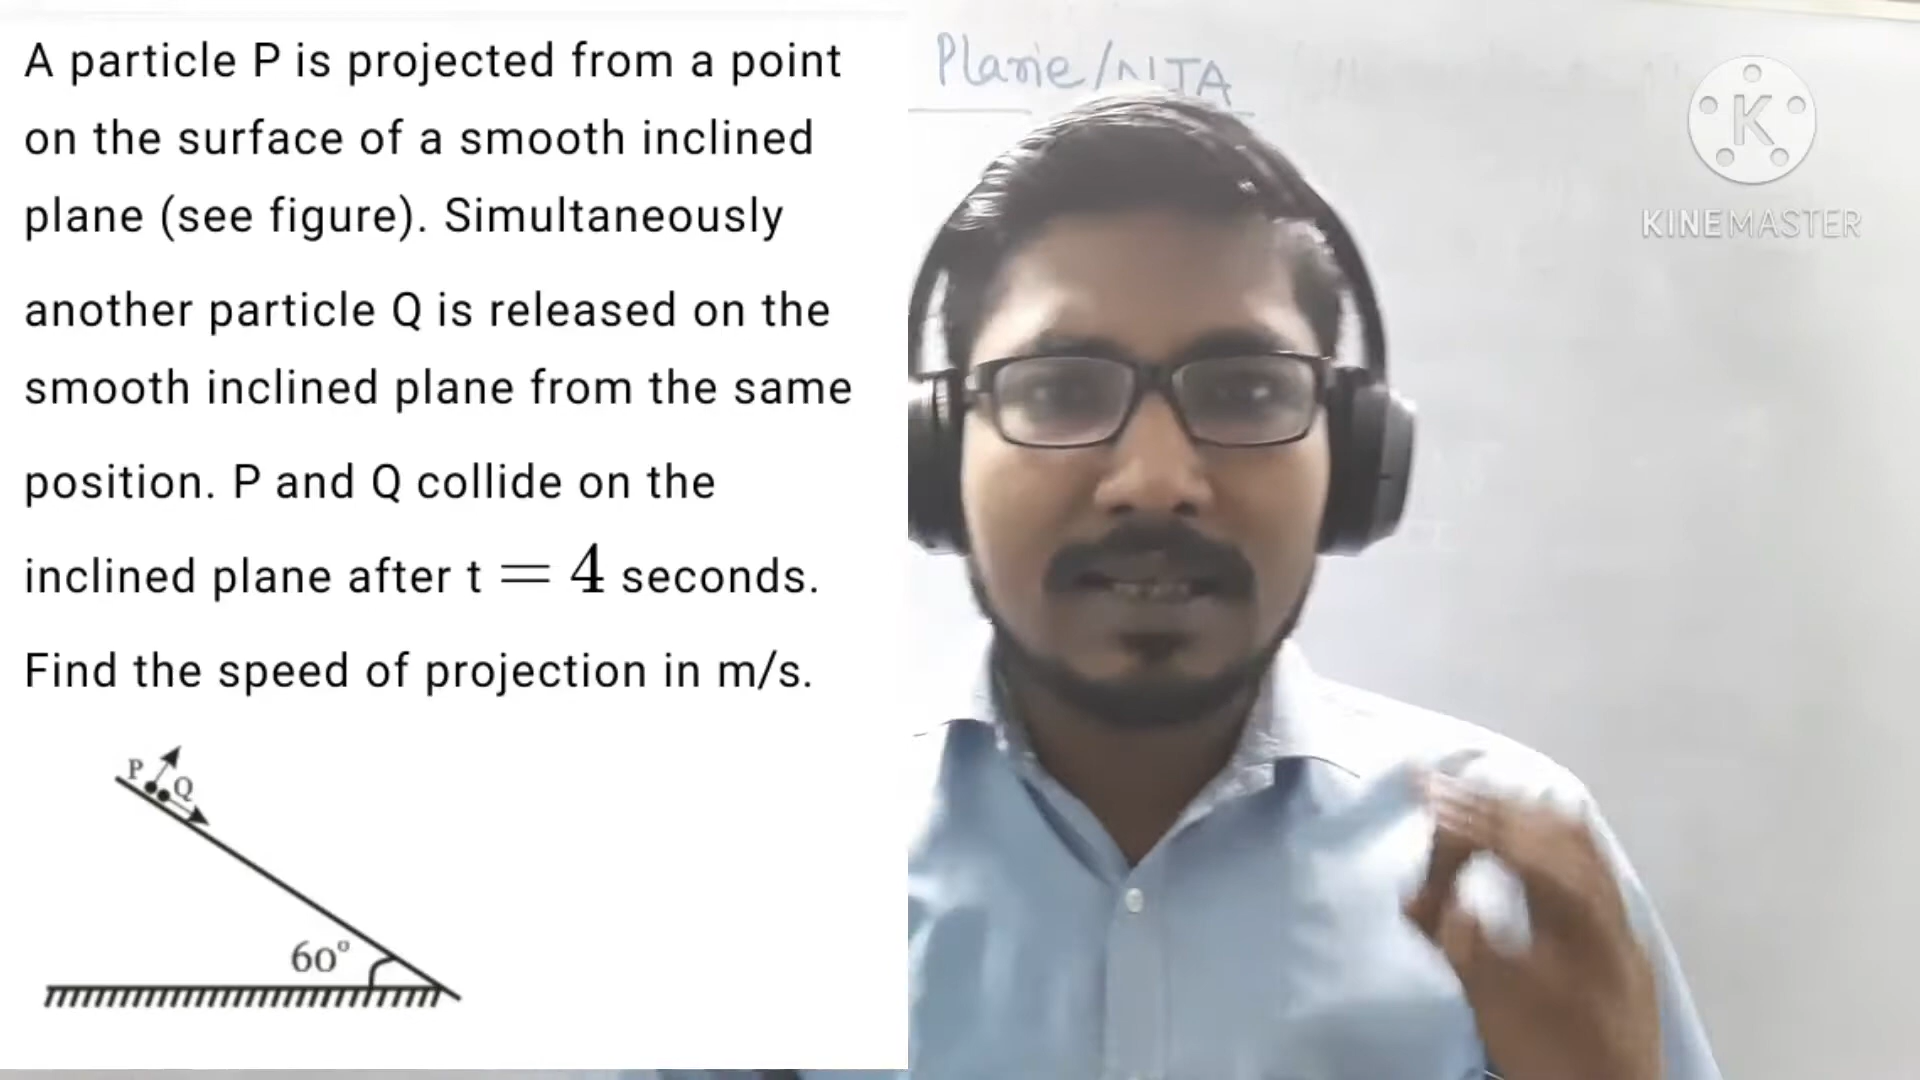 A particle P is projected from a point
on the surface of a smooth inclined
plane (see figure). Simultaneously
another particle Q is released on the
smooth inclined plane from the same
position. P and Q collide on the
inclined plane after t = 4 seconds.
Find the speed of projection in m/s.
P
Q
60°
Plane/NTA
K
KINEMASTER